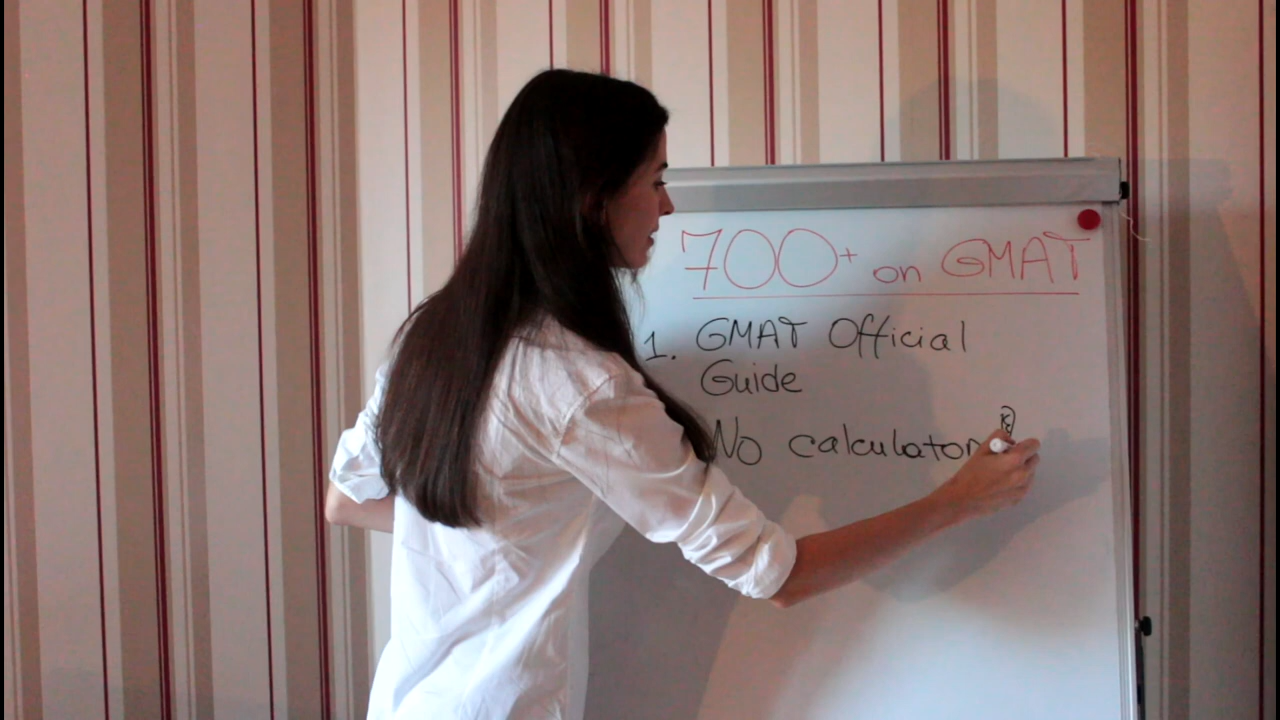 700+ on GMAT
1. GMAT Official
Guide
No calculator